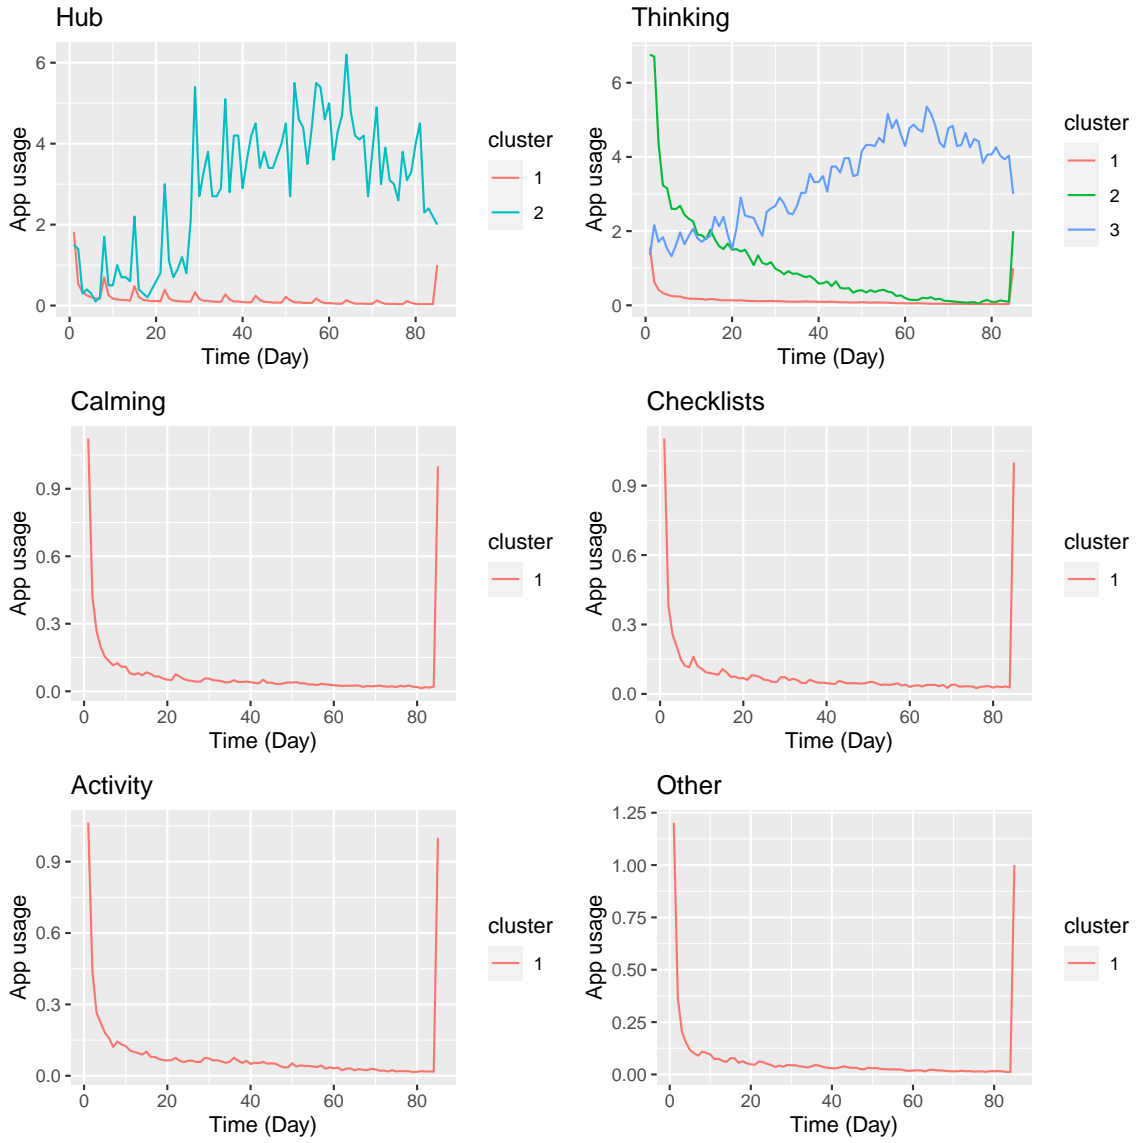 Hub
App usage
6
4
2
0
0
20
40
60
80
Time (Day)
cluster
1
2
Thinking
App usage
6
4
2
0
0
20
40
60
80
Time (Day)
cluster
1
2
3
Calming
App usage
0.9
0.6
0.3
0.0
0
20
40
60
80
Time (Day)
cluster
1
Checklists
App usage
0.9
0.6
0.3
0.0
0
20
40
60
80
Time (Day)
cluster
1
Activity
App usage
0.9
0.6
0.3
0.0
0
20
40
60
80
Time (Day)
cluster
1
Other
App usage
1.25
1.00
0.75
0.50
0.25
0.00
0
20
40
60
80
Time (Day)
cluster
1